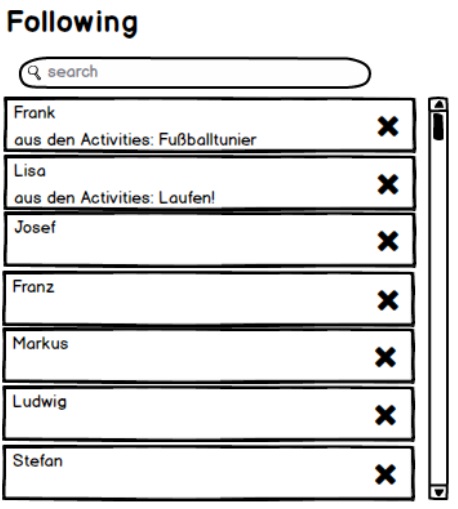 Following
search
Frank
aus den Activities: Fußballtunier
Lisa
aus den Activities: Laufen!
Josef
Franz
Markus
Ludwig
Stefan